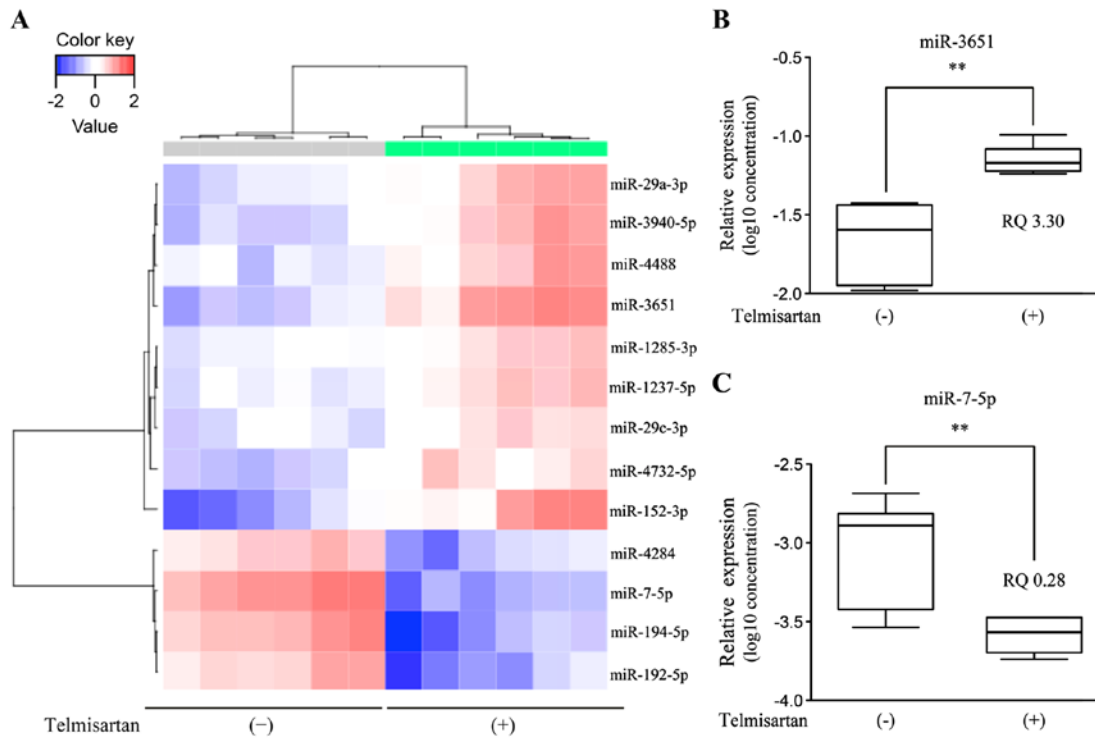 A
Color key
-2 0 2
Value
miR-29a-3p
miR-3940-5p
miR-4488
miR-3651
miR-1285-3p
miR-1237-5p
miR-29c-3p
miR-4732-5p
miR-152-3p
miR-4284
miR-7-5p
miR-194-5p
miR-192-5p
Telmisartan (−) (+)
B
miR-3651
**
-0.5
-1.0
-1.5
-2.0
Relative expression
(log10 concentration)
RQ 3.30
Telmisartan (-) (+)
C
miR-7-5p
**
-2.5
-3.0
-3.5
-4.0
Relative expression
(log10 concentration)
RQ 0.28
Telmisartan (-) (+)